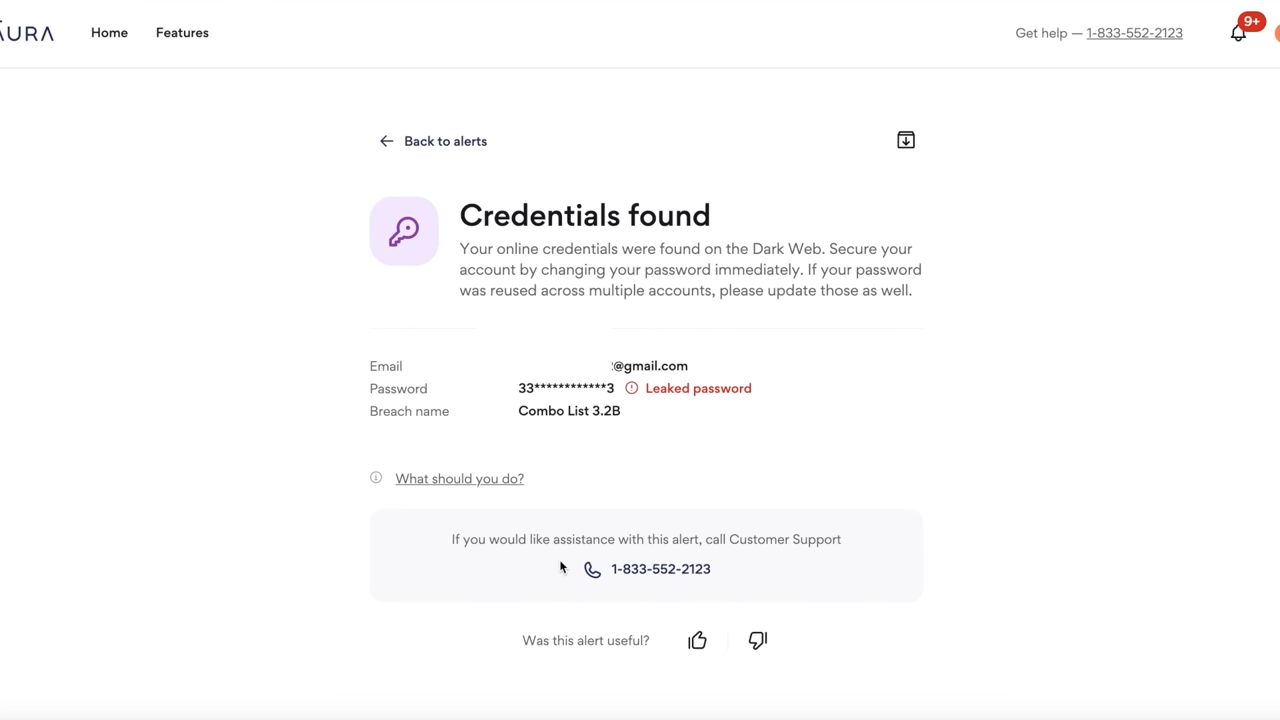 AURA
Home
Features
Get help — 1-833-552-2123
9+
Back to alerts
Credentials found
Your online credentials were found on the Dark Web. Secure your
account by changing your password immediately. If your password
was reused across multiple accounts, please update those as well.
Email @gmail.com
Password 33************3 Leaked password
Breach name Combo List 3.2B
What should you do?
If you would like assistance with this alert, call Customer Support
1-833-552-2123
Was this alert useful?